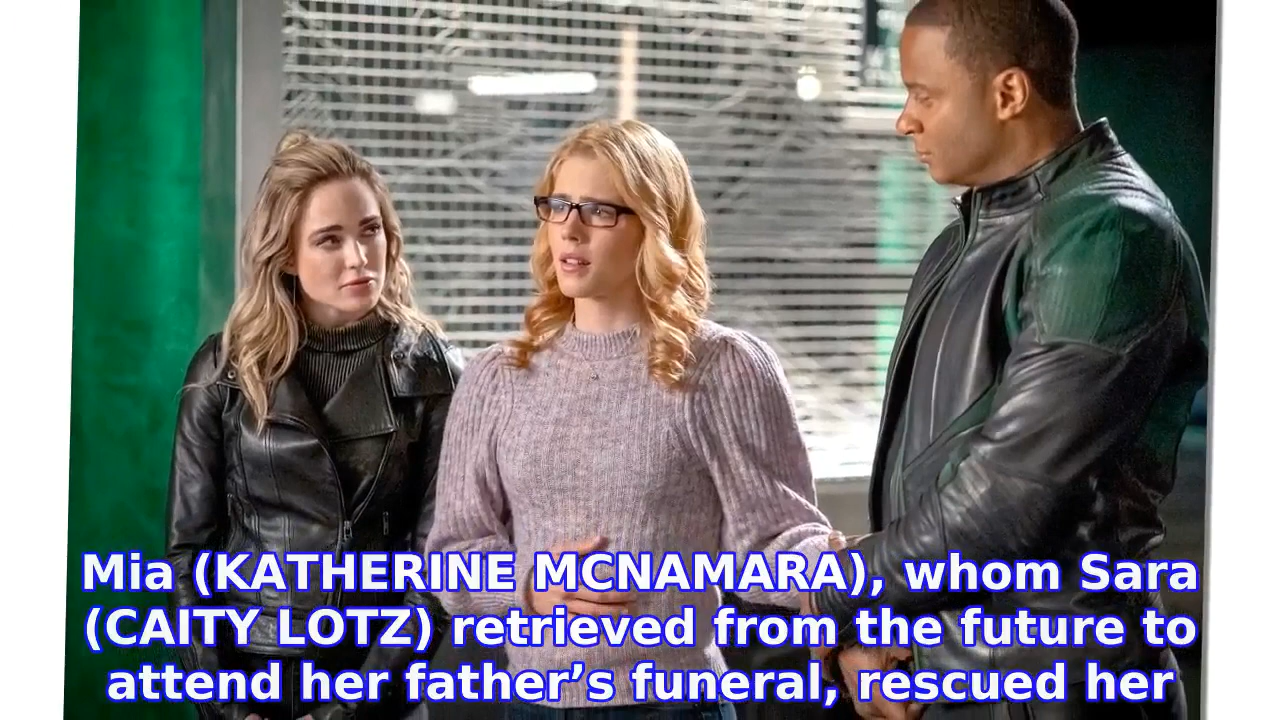 Mia (KATHERINE MCNAMARA), whom Sara
(CAITY LOTZ) retrieved from the future to
attend her father’s funeral, rescued her